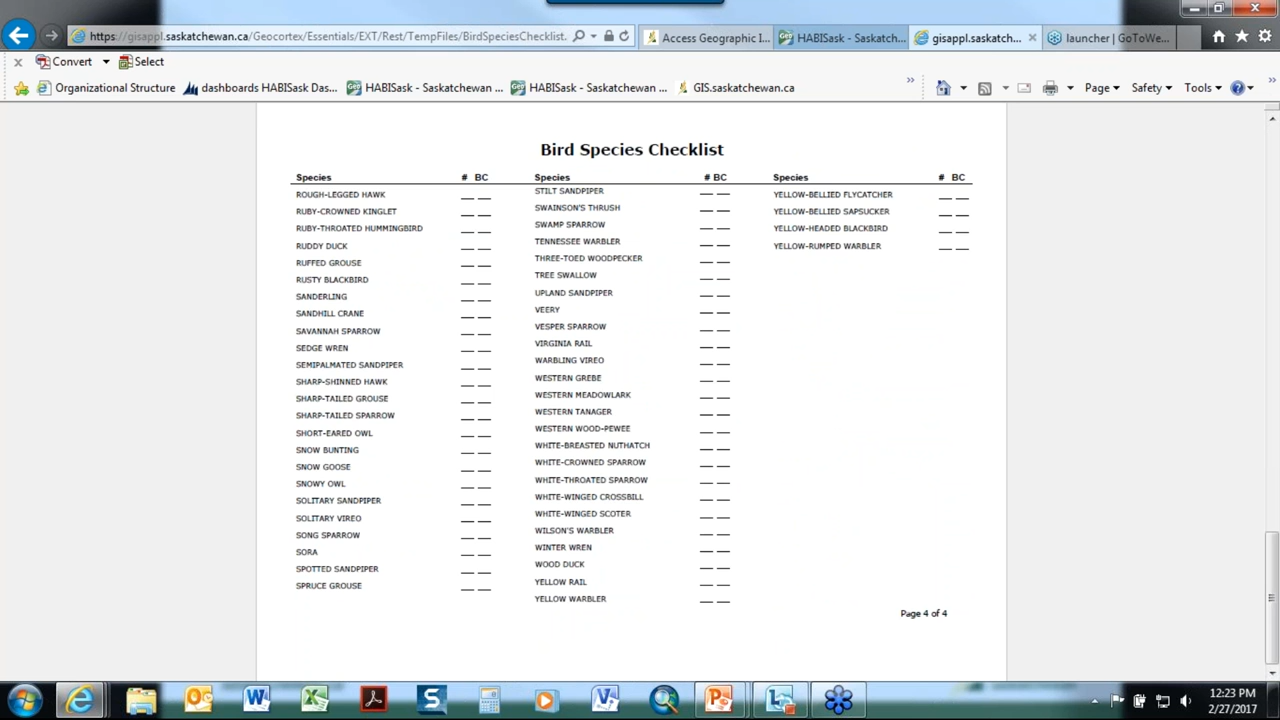 https://gisappl.saskatchewan.ca/Geocortex/Essentials/EXT/Rest/TempFiles/BirdSpeciesChecklist.
Access Geographic I...
HABISask - Saskatch...
gisappl.saskatch...
launcher | GoToWe...
Convert
Select
Organizational Structure
dashboards HABISask Das...
HABISask - Saskatchewan ...
HABISask - Saskatchewan ...
GIS.saskatchewan.ca
Page
Safety
Tools
Bird Species Checklist
Species # BC
ROUGH-LEGGED HAWK
RUBY-CROWNED KINGLET
RUBY-THROATED HUMMINGBIRD
RUDDY DUCK
RUFFED GROUSE
RUSTY BLACKBIRD
SANDERLING
SANDHILL CRANE
SAVANNAH SPARROW
SEDGE WREN
SEMIPALMATED SANDPIPER
SHARP-SHINNED HAWK
SHARP-TAILED GROUSE
SHARP-TAILED SPARROW
SHORT-EARED OWL
SNOW BUNTING
SNOW GOOSE
SNOWY OWL
SOLITARY SANDPIPER
SOLITARY VIREO
SONG SPARROW
SORA
SPOTTED SANDPIPER
SPRUCE GROUSE
Species # BC
STILT SANDPIPER
SWAINSON'S THRUSH
SWAMP SPARROW
TENNESSEE WARBLER
THREE-TOED WOODPECKER
TREE SWALLOW
UPLAND SANDPIPER
VEERY
VESPER SPARROW
VIRGINIA RAIL
WARBLING VIREO
WESTERN GREBE
WESTERN MEADOWLARK
WESTERN TANAGER
WESTERN WOOD-PEWEE
WHITE-BREASTED NUTHATCH
WHITE-CROWNED SPARROW
WHITE-THROATED SPARROW
WHITE-WINGED CROSSBILL
WHITE-WINGED SCOTER
WILSON'S WARBLER
WINTER WREN
WOOD DUCK
YELLOW RAIL
YELLOW WARBLER
Species # BC
YELLOW-BELLIED FLYCATCHER
YELLOW-BELLIED SAPSUCKER
YELLOW-HEADED BLACKBIRD
YELLOW-RUMPED WARBLER
Page 4 of 4
12:23 PM
2/27/2017